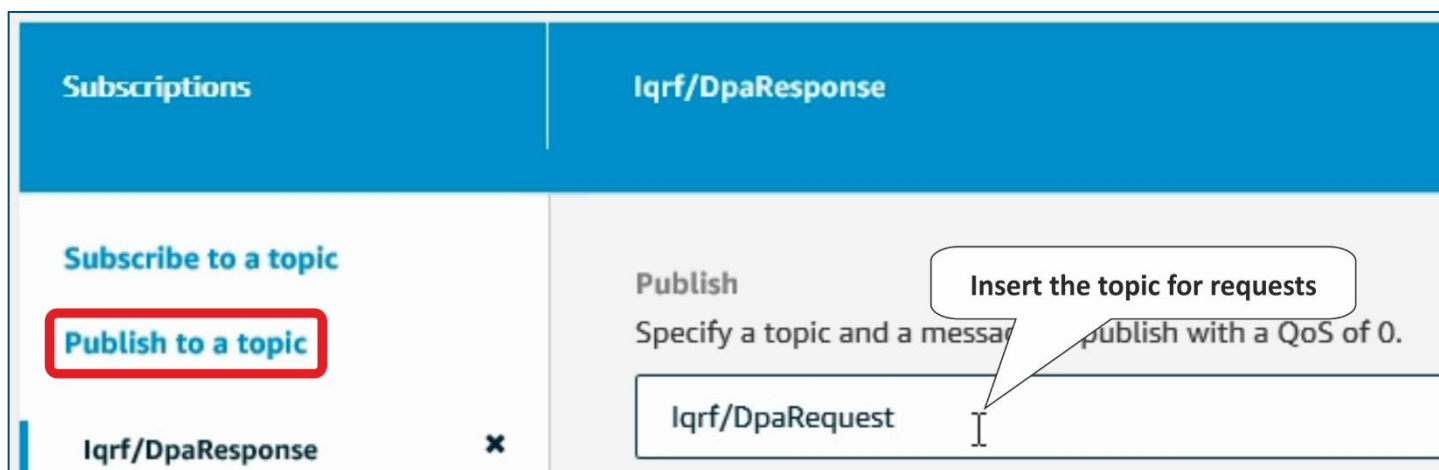 Subscriptions
Iqrf/DpaResponse
Subscribe to a topic
Publish to a topic
Iqrf/DpaResponse ✖
Publish
Insert the topic for requests
Specify a topic and a messa publish with a QoS of 0.
Iqrf/DpaRequest